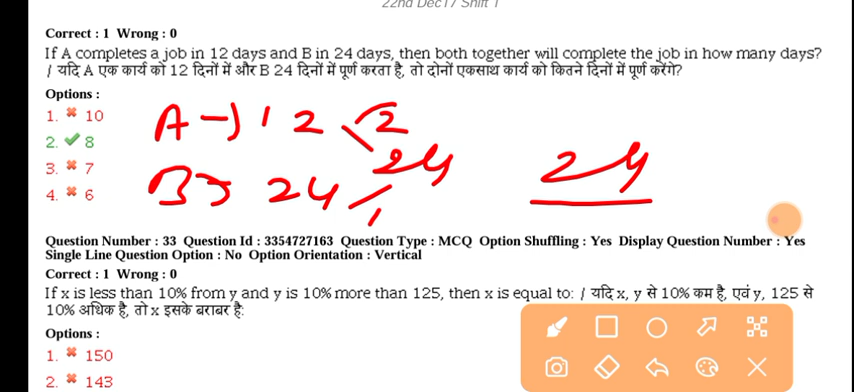 22nd Dec17 Shift 1
Correct : 1 Wrong : 0
If A completes a job in 12 days and B in 24 days, then both together will complete the job in how many days?
/ यदि A एक कार्य को 12 दिनों में और B 24 दिनों में पूर्ण करता है, तो दोनों एकसाथ कार्य को कितने दिनों में पूर्ण करेंगे?
Options :
1. ✖ 10
2. ✔ 8
3. ✖ 7
4. ✖ 6
A → 12 2
24
B → 24 1
24
Question Number : 33 Question Id : 3354727163 Question Type : MCQ Option Shuffling : Yes Display Question Number : Yes
Single Line Question Option : No Option Orientation : Vertical
Correct : 1 Wrong : 0
If x is less than 10% from y and y is 10% more than 125, then x is equal to: / यदि x, y से 10% कम है, एवं y, 125 से
10% अधिक है, तो x इसके बराबर है:
Options :
1. ✖ 150
2. ✖ 143